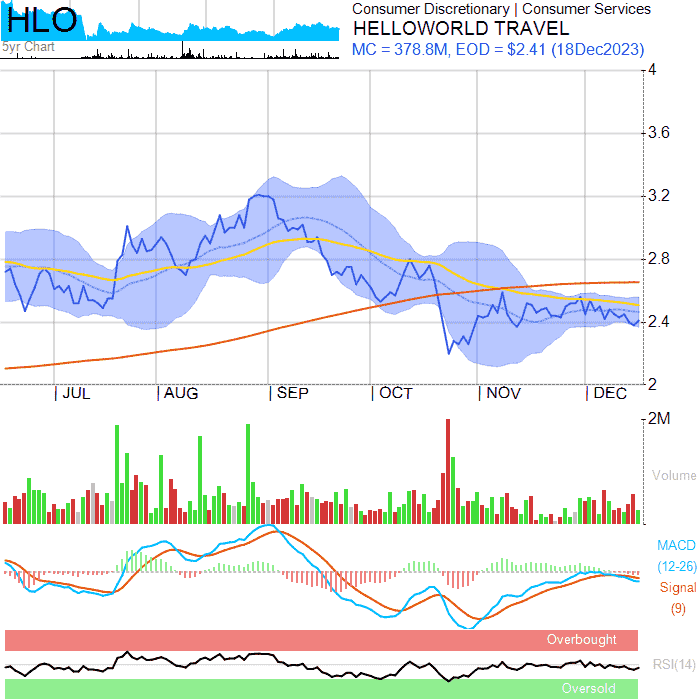 HLO
5yr Chart
Consumer Discretionary | Consumer Services
HELLOWORLD TRAVEL
MC = 378.8M, EOD = $2.41 (18Dec2023)
4
3.6
3.2
2.8
2.4
2
| JUL | AUG | SEP | OCT | NOV | DEC
2M
Volume
MACD
(12-26)
Signal
(9)
Overbought
RSI(14)
Oversold